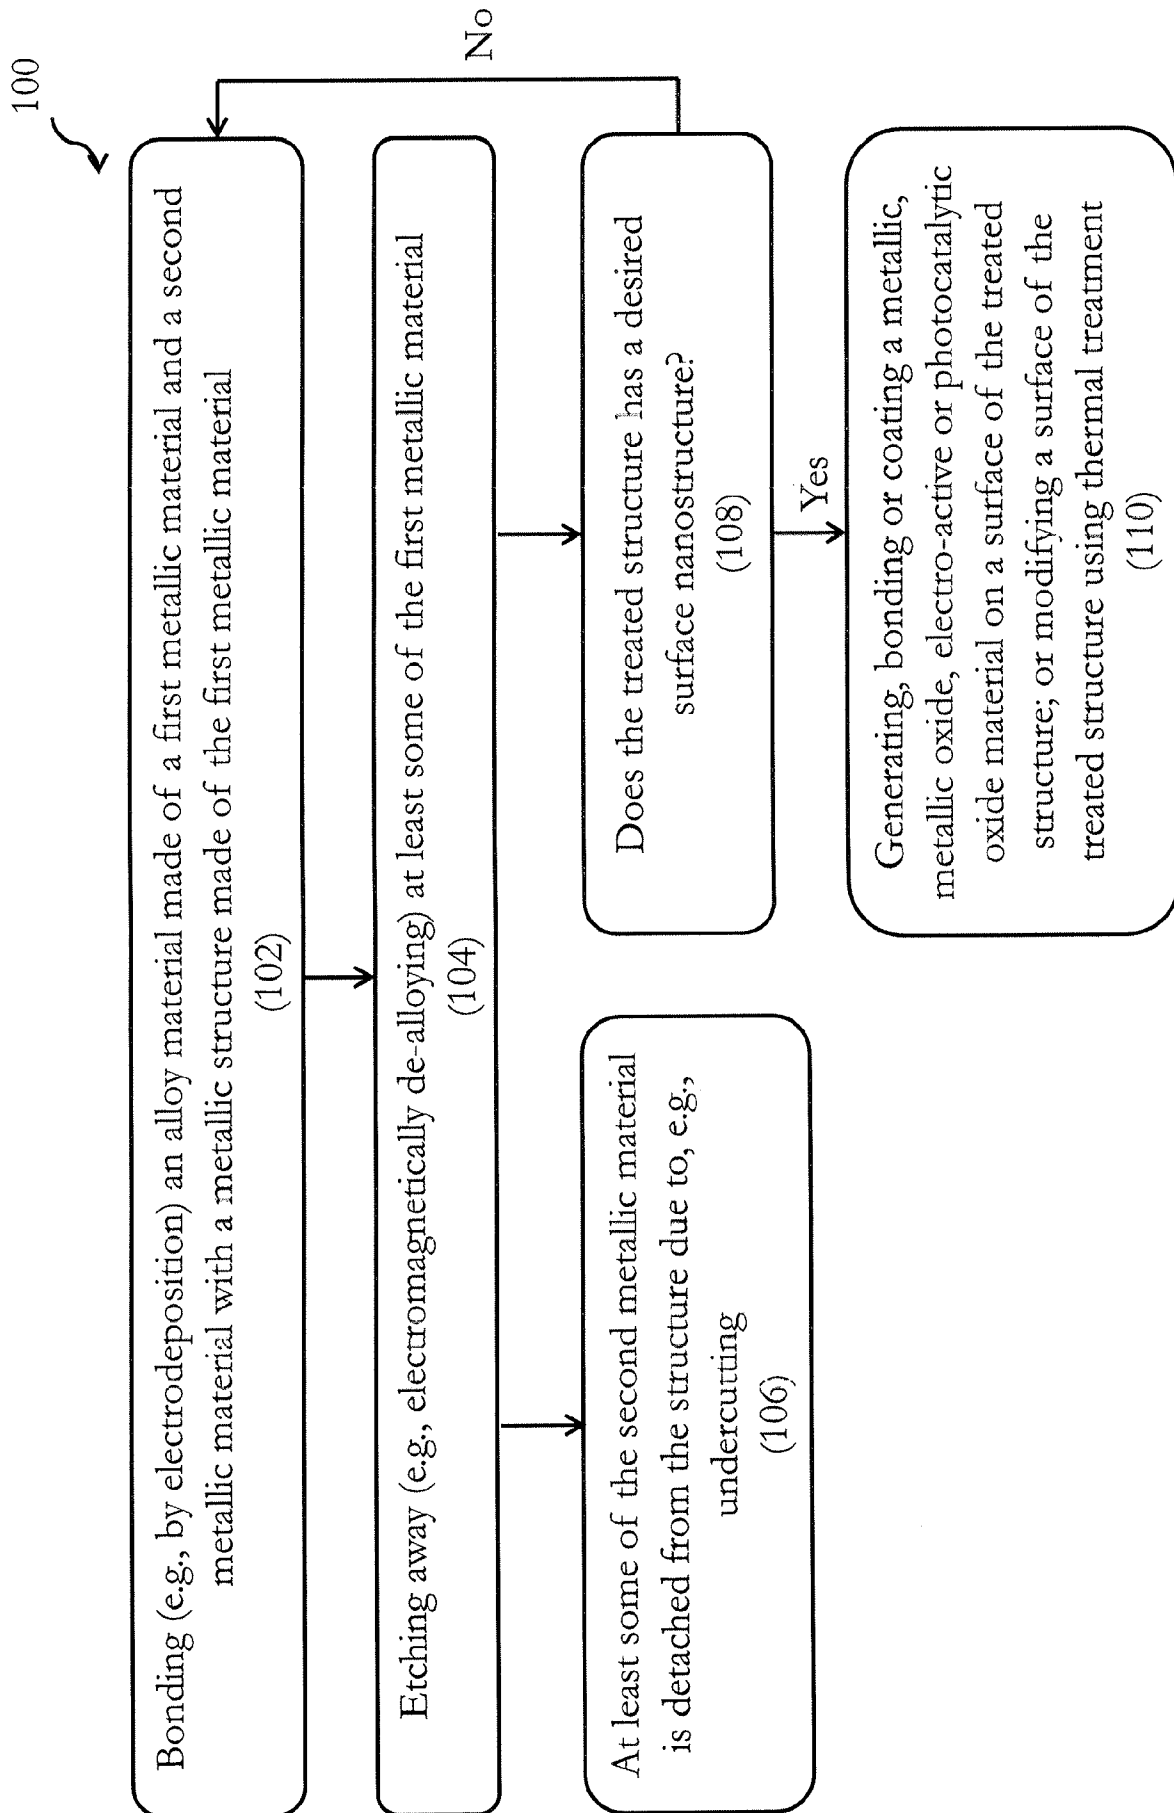 100
Bonding (e.g., by electrodeposition) an alloy material made of a first metallic material and a second
metallic material with a metallic structure made of the first metallic material
(102)
No
Etching away (e.g., electromagnetically de-alloying) at least some of the first metallic material
(104)
At least some of the second metallic material
is detached from the structure due to, e.g.,
undercutting
(106)
Does the treated structure has a desired
surface nanostructure?
(108)
Yes
Generating, bonding or coating a metallic,
metallic oxide, electro-active or photocatalytic
oxide material on a surface of the treated
structure; or modifying a surface of the
treated structure using thermal treatment
(110)